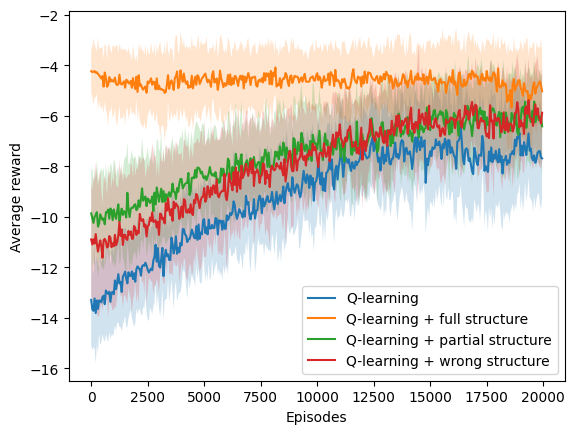 −2
−4
−6
−8
−10
−12
−14
−16
Average reward
0
2500
5000
7500
10000
12500
15000
17500
20000
Episodes
Q-learning
Q-learning + full structure
Q-learning + partial structure
Q-learning + wrong structure